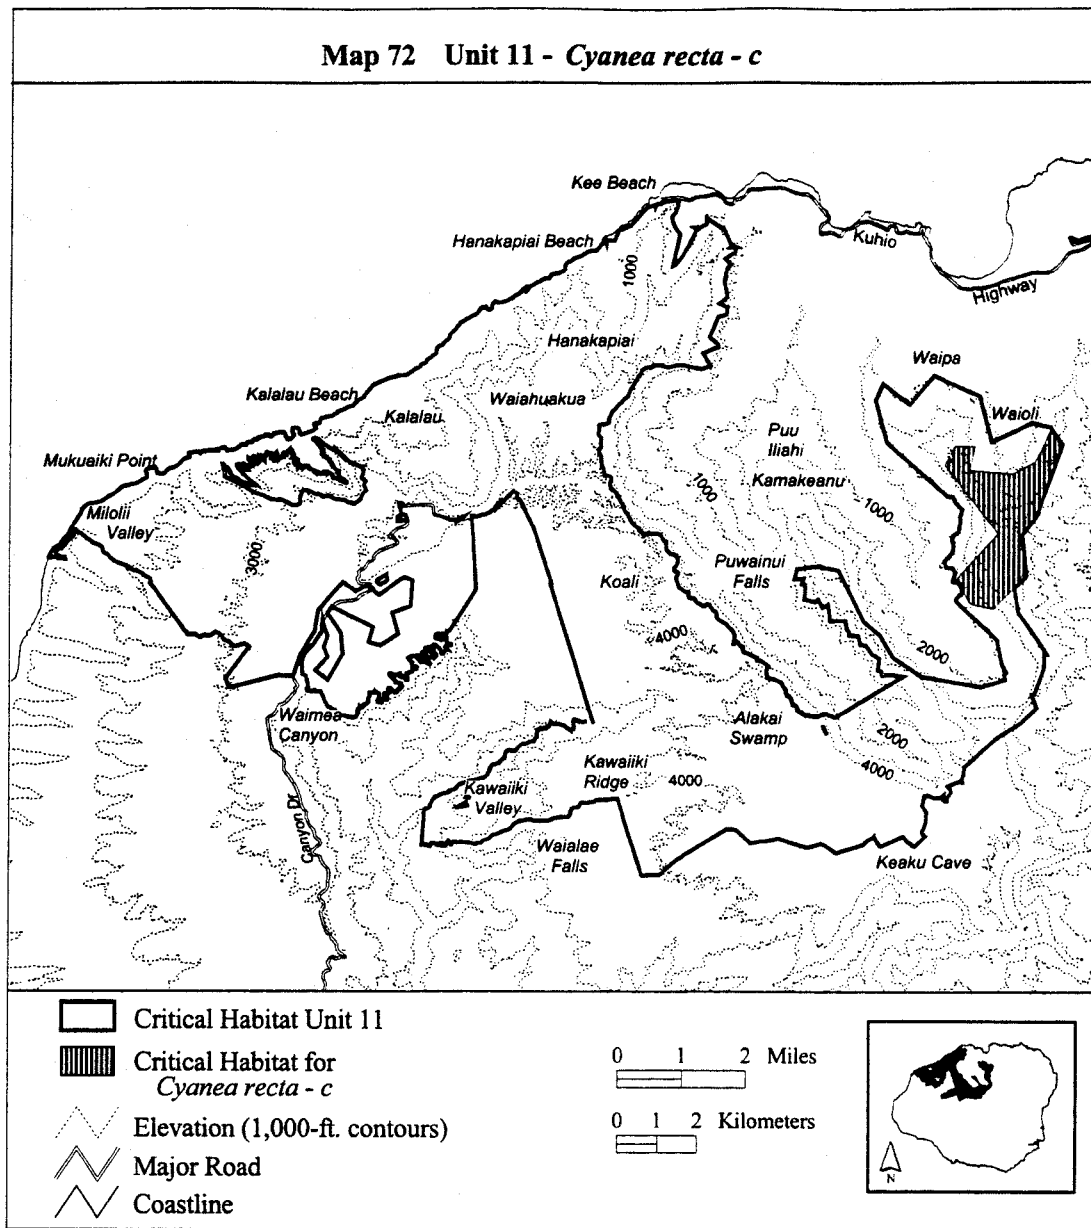 Map 72 Unit 11 - Cyanea recta - c
Kee Beach
Hanakapiai Beach
Kuhio
Highway
1000
Hanakapiai
Waipa
Kalalau Beach
Waiahuakua
Kalalau
Waioli
Puu
Iliahi
Mukuaiki Point
Kamakeanu
1000
1000
Milolii
Valley
3000
Koali
Puwainui
Falls
4000
2000
Waimea
Canyon
Alakai
Swamp
2000
4000
Kawaiiki
Ridge
4000
Kawaiiki
Valley
Canyon Dr.
Waialae
Falls
Keaku Cave
Critical Habitat Unit 11
Critical Habitat for
Cyanea recta - c
Elevation (1,000-ft. contours)
Major Road
Coastline
0 1 2 Miles
0 1 2 Kilometers
N